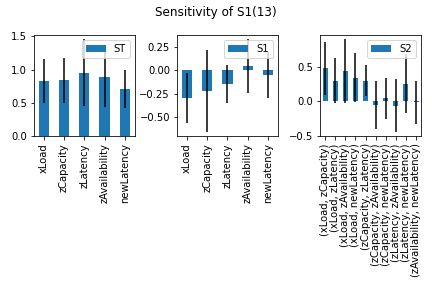 Sensitivity of S1(13)
1.5
1.0
0.5
0.0
ST
xLoad
zCapacity
zLatency
zAvailability
newLatency
0.25
0.00
−0.25
−0.50
S1
xLoad
zCapacity
zLatency
zAvailability
newLatency
0.5
0.0
−0.5
S2
(xLoad, zCapacity)
(xLoad, zLatency)
(xLoad, zAvailability)
(xLoad, newLatency)
(zCapacity, zLatency)
(zCapacity, zAvailability)
(zCapacity, newLatency)
(zLatency, zAvailability)
(zLatency, newLatency)
(zAvailability, newLatency)